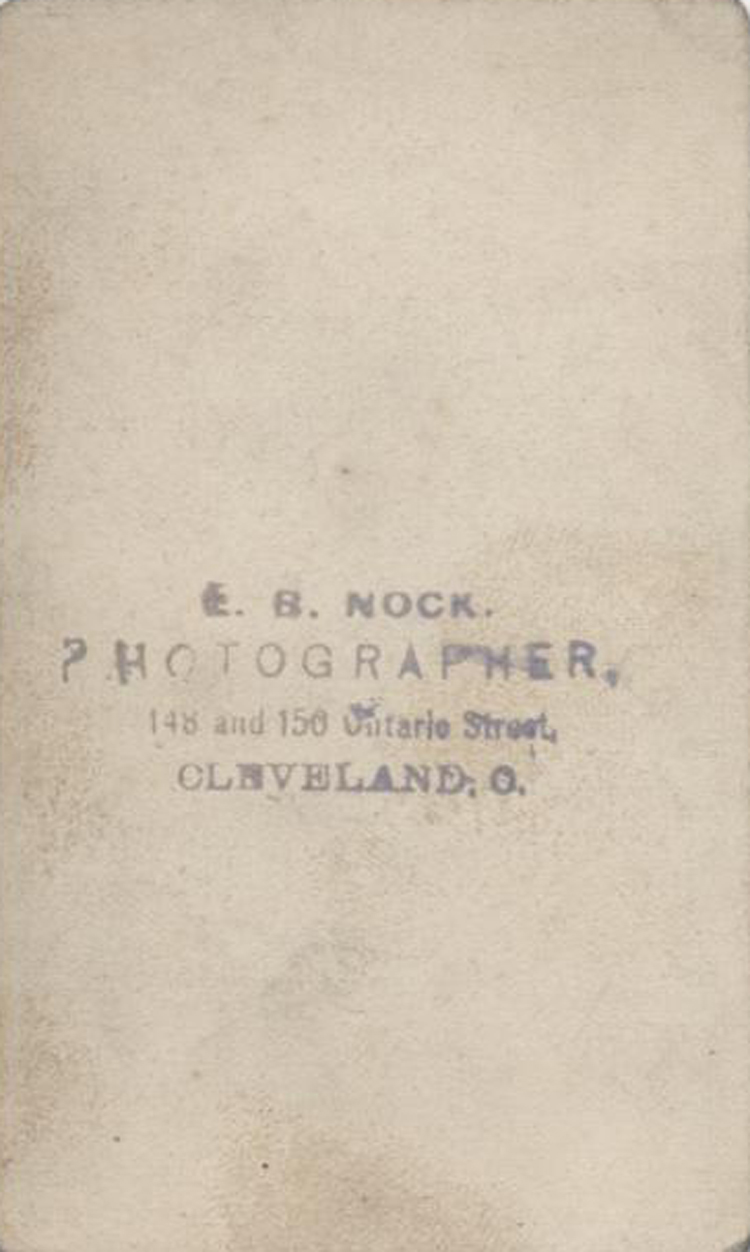 E. B. NOCK.
PHOTOGRAPHER,
148 and 150 Ontario Street,
CLEVELAND, O.